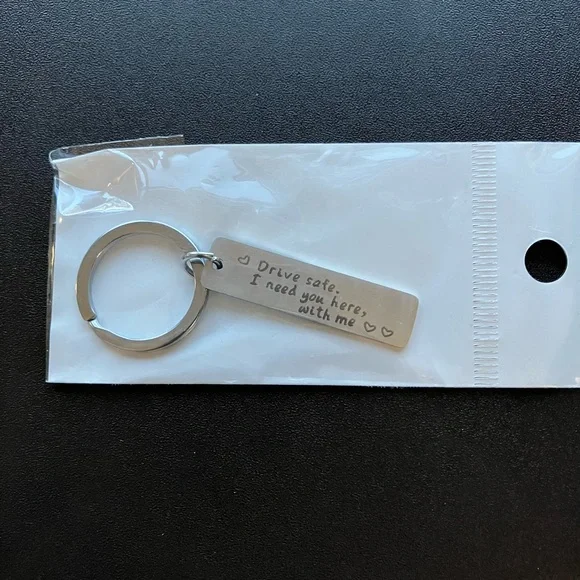 ♡ Drive safe.
I need you here,
with me ♡ ♡